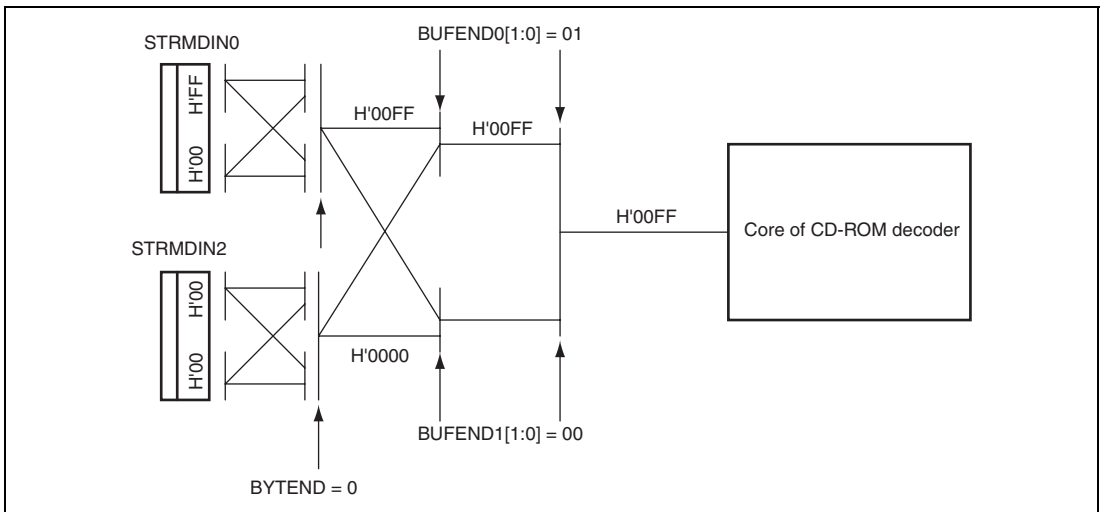 BUFEND0[1:0] = 01
STRMDIN0
H'FF
H'00
H'00FF
H'00FF
H'00FF
Core of CD-ROM decoder
STRMDIN2
H'00
H'00
H'0000
BUFEND1[1:0] = 00
BYTEND = 0